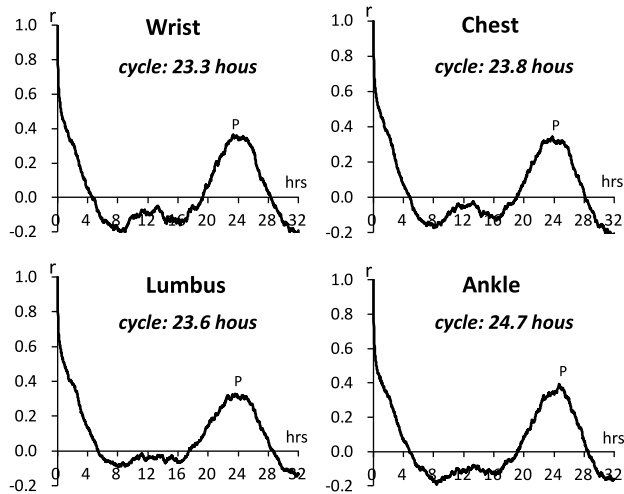 r
Wrist
cycle: 23.3 hous
P
hrs
1.0
0.8
0.6
0.4
0.2
0.0
-0.2
0 4 8 12 16 20 24 28 32
r
Chest
cycle: 23.8 hous
P
hrs
1.0
0.8
0.6
0.4
0.2
0.0
-0.2
0 4 8 12 16 20 24 28 32
r
Lumbus
cycle: 23.6 hous
P
hrs
1.0
0.8
0.6
0.4
0.2
0.0
-0.2
0 4 8 12 16 20 24 28 32
r
Ankle
cycle: 24.7 hous
P
hrs
1.0
0.8
0.6
0.4
0.2
0.0
-0.2
0 4 8 12 16 20 24 28 32